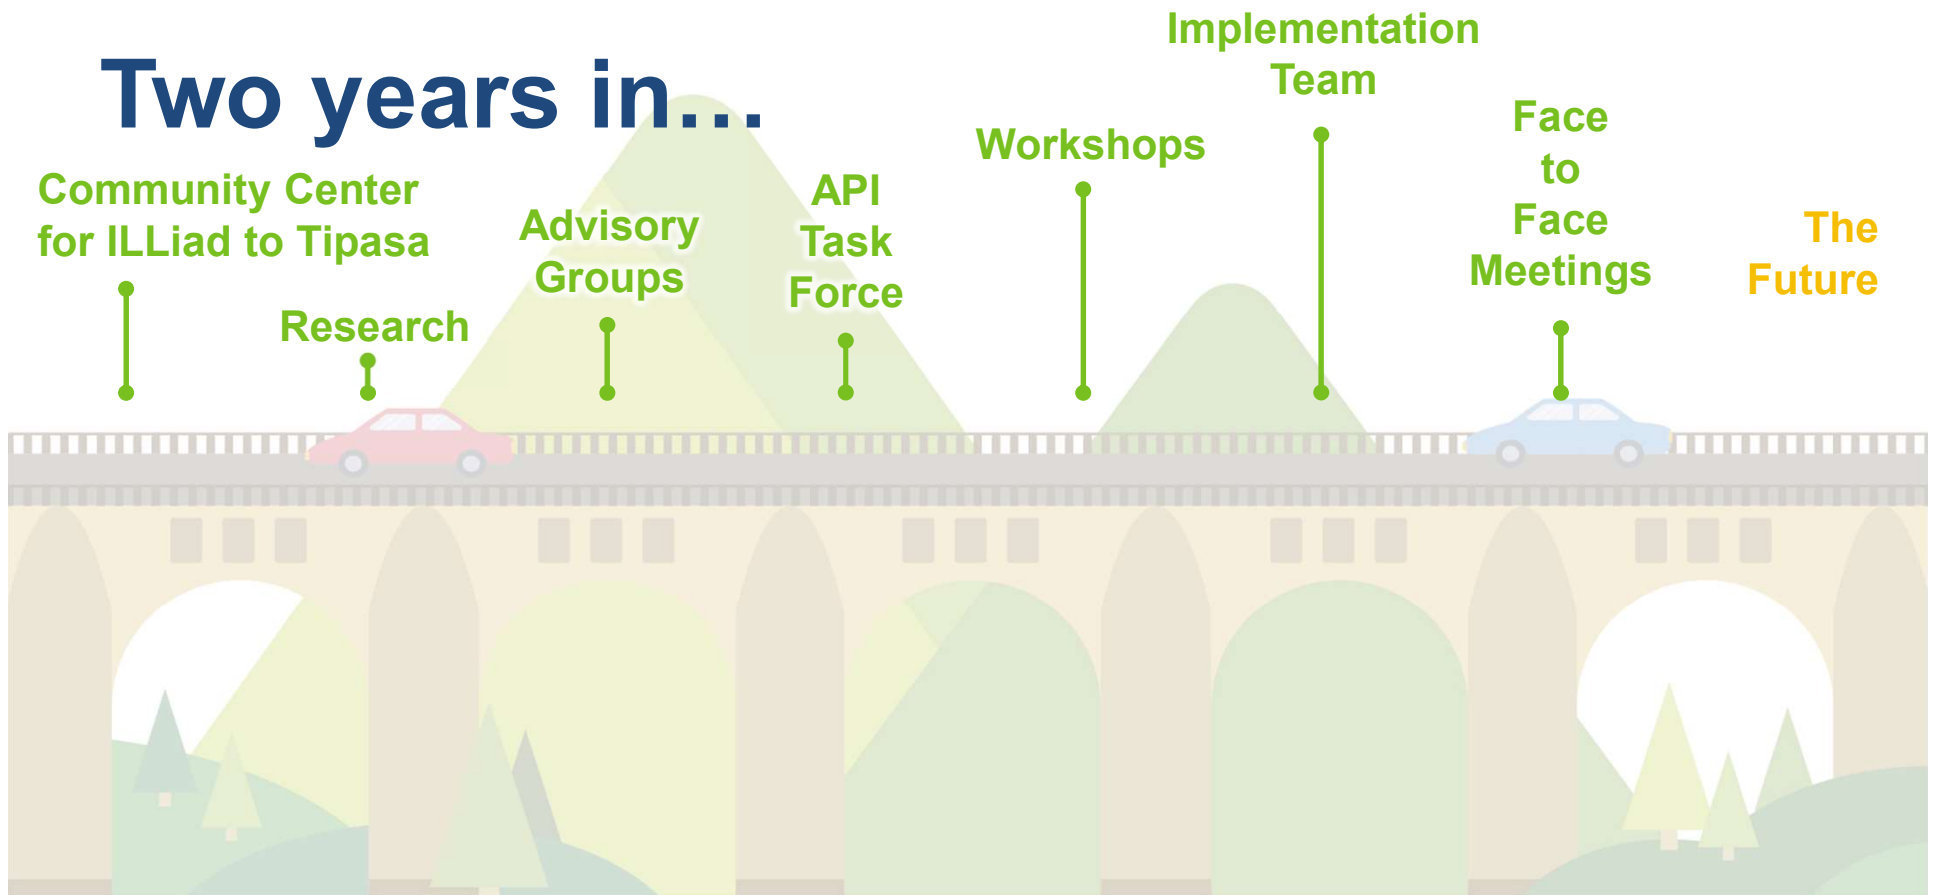 Two years in…
Community Center
for ILLiad to Tipasa
Research
Advisory
Groups
API
Task
Force
Workshops
Implementation
Team
Face
to
Face
Meetings
The
Future